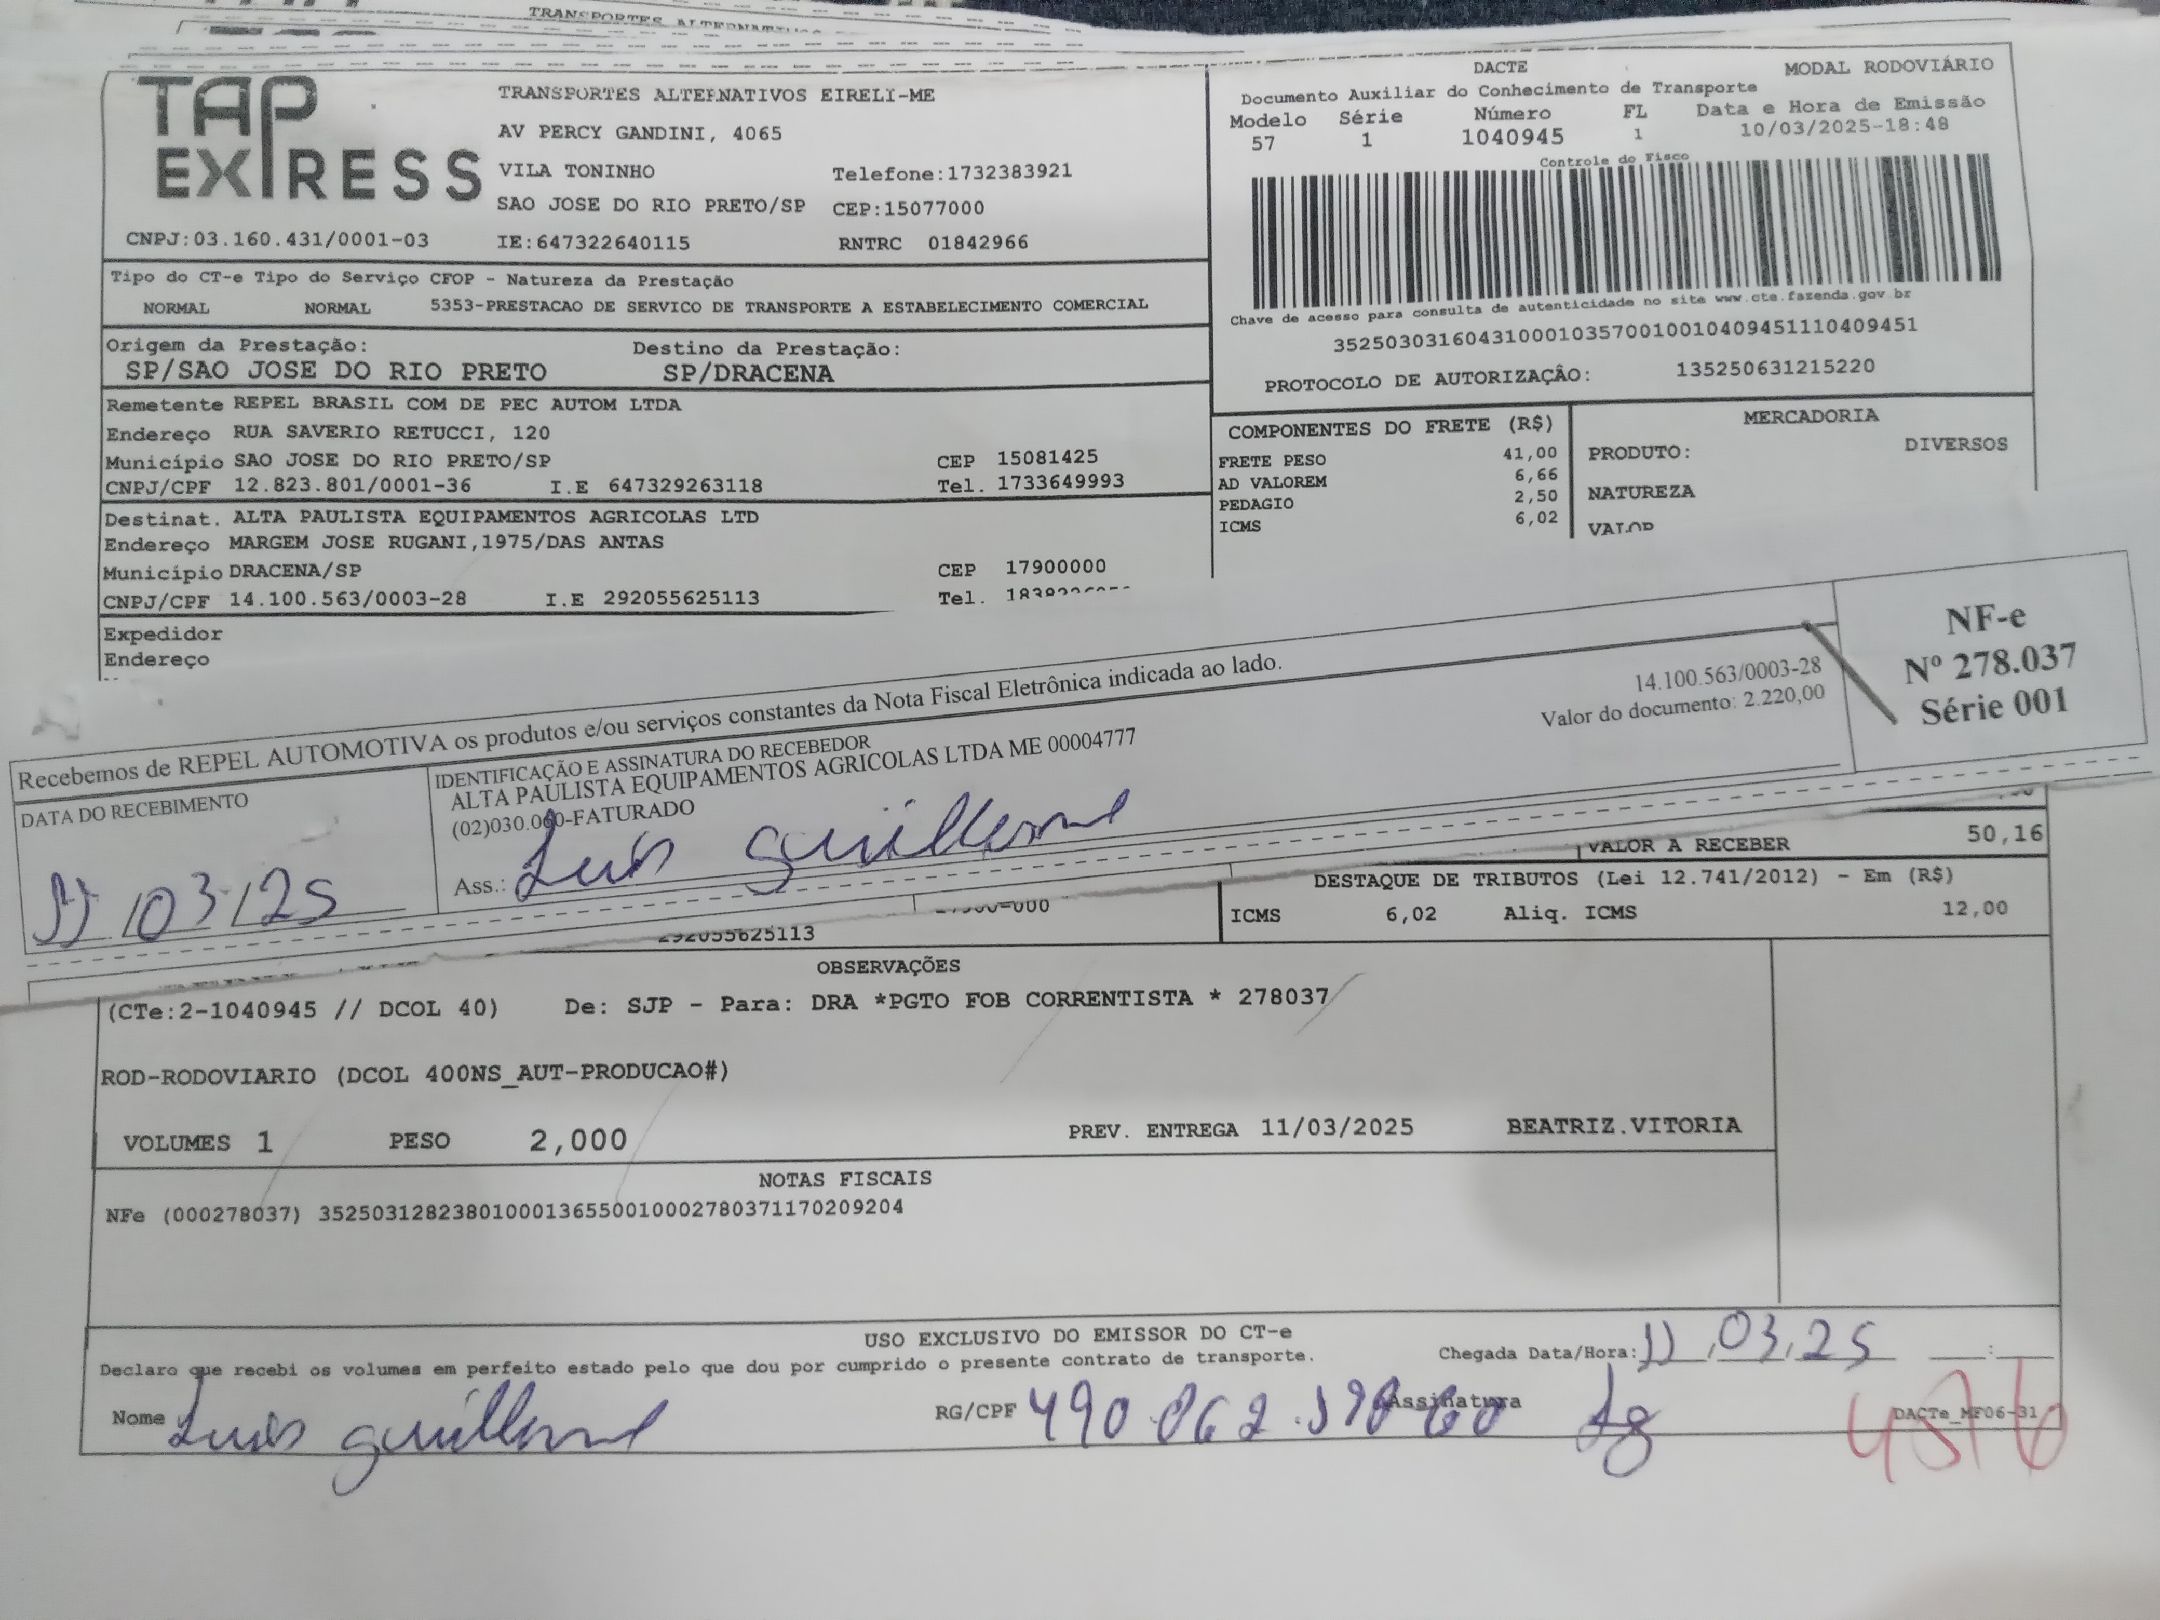 TRANSPORTES ALTERNATIVOS
TAP EXPRESS
TRANSPORTES ALTERNATIVOS EIRELI-ME
AV PERCY GANDINI, 4065
VILA TONINHO Telefone:1732383921
SAO JOSE DO RIO PRETO/SP CEP:15077000
CNPJ:03.160.431/0001-03 IE:647322640115 RNTRC 01842966
DACTE MODAL RODOVIÁRIO
Documento Auxiliar do Conhecimento de Transporte
Modelo Série Número FL Data e Hora de Emissão
57 1 1040945 1 10/03/2025-18:48
Controle do Fisco
Chave de acesso para consulta de autenticidade no site www.cte.fazenda.gov.br
35250303160431000103570010010409451110409451
PROTOCOLO DE AUTORIZAÇÂO: 135250631215220
Tipo do CT-e Tipo do Serviço CFOP - Natureza da Prestação
NORMAL NORMAL 5353-PRESTACAO DE SERVICO DE TRANSPORTE A ESTABELECIMENTO COMERCIAL
Origem da Prestação: Destino da Prestação:
SP/SAO JOSE DO RIO PRETO SP/DRACENA
Remetente REPEL BRASIL COM DE PEC AUTOM LTDA
Endereço RUA SAVERIO RETUCCI, 120
Município SAO JOSE DO RIO PRETO/SP CEP 15081425
CNPJ/CPF 12.823.801/0001-36 I.E 647329263118 Tel. 1733649993
Destinat. ALTA PAULISTA EQUIPAMENTOS AGRICOLAS LTD
Endereço MARGEM JOSE RUGANI,1975/DAS ANTAS
Município DRACENA/SP CEP 17900000
CNPJ/CPF 14.100.563/0003-28 I.E 292055625113 Tel.
Expedidor
Endereço
COMPONENTES DO FRETE (R$)
FRETE PESO 41,00
AD VALOREM 6,66
PEDAGIO 2,50
ICMS 6,02
MERCADORIA
PRODUTO: DIVERSOS
NATUREZA
VALOR
Recebemos de REPEL AUTOMOTIVA os produtos e/ou serviços constantes da Nota Fiscal Eletrônica indicada ao lado.
14.100.563/0003-28
Valor do documento: 2.220,00
NF-e
Nº 278.037
Série 001
DATA DO RECEBIMENTO
11/03/25
IDENTIFICAÇÃO E ASSINATURA DO RECEBEDOR
ALTA PAULISTA EQUIPAMENTOS AGRICOLAS LTDA ME 00004777
(02)030.060-FATURADO
Ass.: Luis guilherme
VALOR A RECEBER 50,16
DESTAQUE DE TRIBUTOS (Lei 12.741/2012) - Em (R$)
ICMS 6,02 Aliq. ICMS 12,00
292055625113
OBSERVAÇÕES
(CTe:2-1040945 // DCOL 40) De: SJP - Para: DRA *PGTO FOB CORRENTISTA * 278037
ROD-RODOVIARIO (DCOL 400NS_AUT-PRODUCAO#)
VOLUMES 1 PESO 2,000 PREV. ENTREGA 11/03/2025 BEATRIZ.VITORIA
NOTAS FISCAIS
NFe (000278037) 35250312823801000136550010002780371170209204
USO EXCLUSIVO DO EMISSOR DO CT-e
Declaro que recebi os volumes em perfeito estado pelo que dou por cumprido o presente contrato de transporte.
Chegada Data/Hora: 11,03,25 :
Nome Luis guilherme RG/CPF Assinatura Lg
DACTe_MF06-31